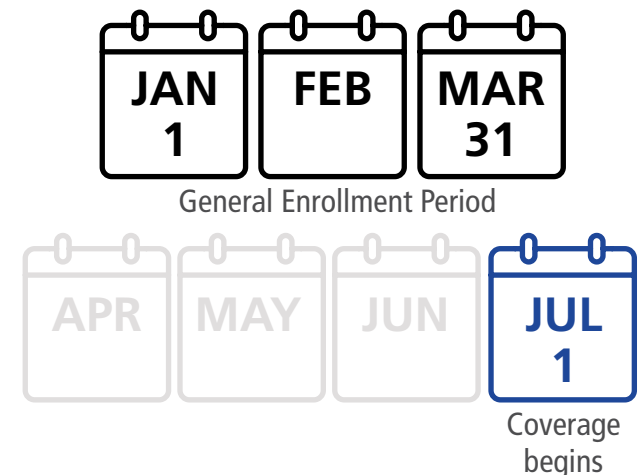 JAN FEB MAR
1 31
General Enrollment Period
APR MAY JUN JUL
1
Coverage
begins